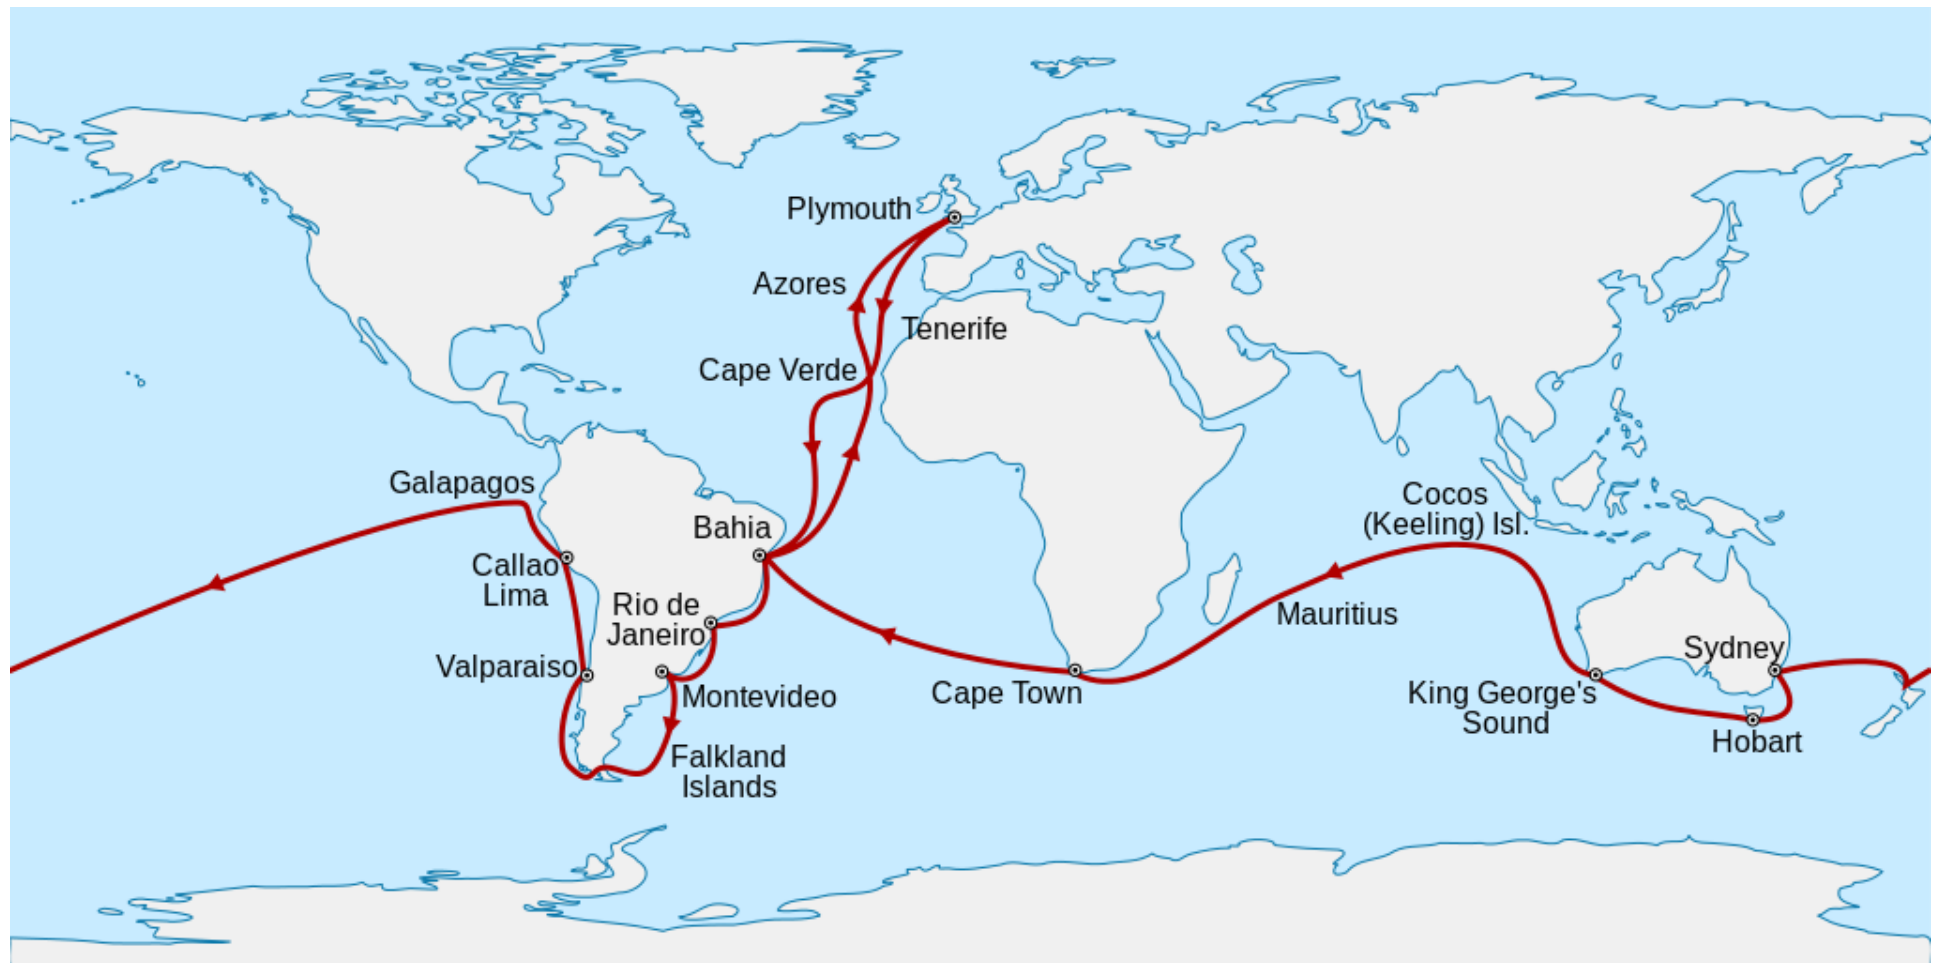 Plymouth
Azores
Tenerife
Cape Verde
Galapagos
Cocos
(Keeling) Isl.
Bahia
Callao
Lima
Rio de
Janeiro
Mauritius
Sydney
Valparaiso
Montevideo
Cape Town
King George's
Sound
Hobart
Falkland
Islands